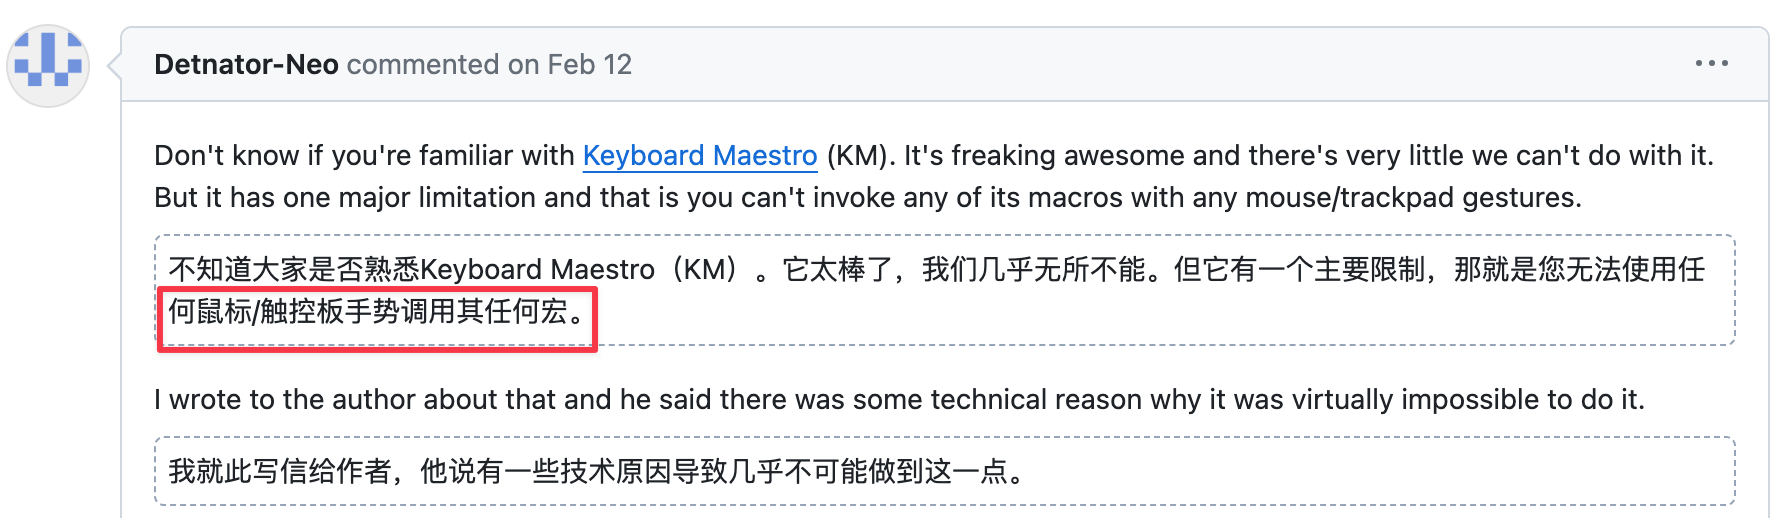 Detnator-Neo commented on Feb 12
Don't know if you're familiar with Keyboard Maestro (KM). It's freaking awesome and there's very little we can't do with it.
But it has one major limitation and that is you can't invoke any of its macros with any mouse/trackpad gestures.
不知道大家是否熟悉Keyboard Maestro（KM）。它太棒了，我们几乎无所不能。但它有一个主要限制，那就是您无法使用任
何鼠标/触控板手势调用其任何宏。
I wrote to the author about that and he said there was some technical reason why it was virtually impossible to do it.
我就此写信给作者，他说有一些技术原因导致几乎不可能做到这一点。